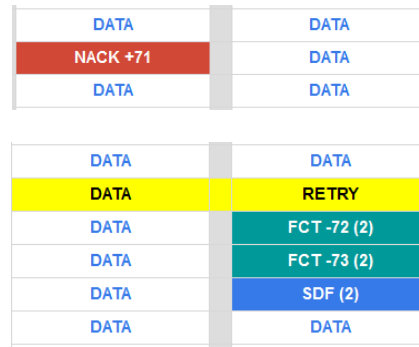 DATA DATA
NACK +71 DATA
DATA DATA
DATA DATA
DATA RETRY
DATA FCT -72 (2)
DATA FCT -73 (2)
DATA SDF (2)
DATA DATA